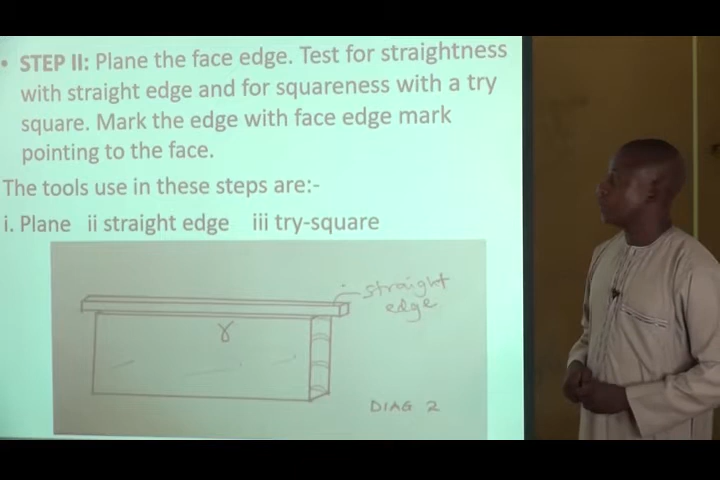 • STEP II: Plane the face edge. Test for straightness
with straight edge and for squareness with a try
square. Mark the edge with face edge mark
pointing to the face.
The tools use in these steps are:-
i. Plane ii straight edge iii try-square
straight
edge
DIAG 2